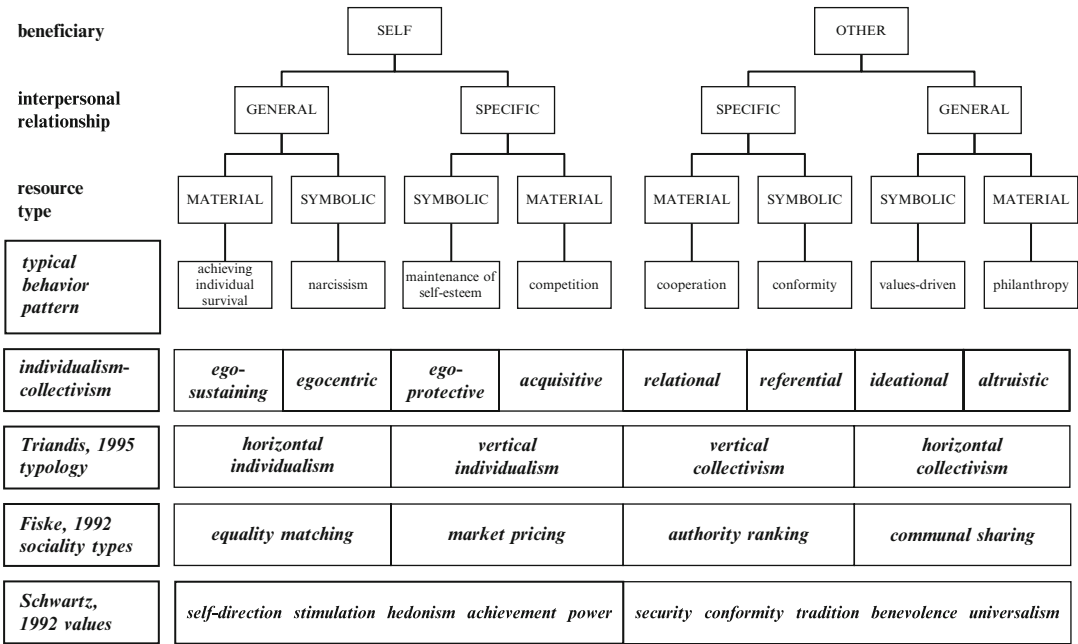 beneficiary
SELF
OTHER
interpersonal
relationship
GENERAL
SPECIFIC
SPECIFIC
GENERAL
resource
type
MATERIAL
SYMBOLIC
SYMBOLIC
MATERIAL
MATERIAL
SYMBOLIC
SYMBOLIC
MATERIAL
typical
behavior
pattern
achieving
individual
survival
narcissism
maintenance of
self-esteem
competition
cooperation
conformity
values-driven
philanthropy
individualism-
collectivism
ego-
sustaining
egocentric
ego-
protective
acquisitive
relational
referential
ideational
altruistic
Triandis, 1995
typology
horizontal
individualism
vertical
individualism
vertical
collectivism
horizontal
collectivism
Fiske, 1992
sociality types
equality matching
market pricing
authority ranking
communal sharing
Schwartz,
1992 values
self-direction stimulation hedonism achievement power
security conformity tradition benevolence universalism